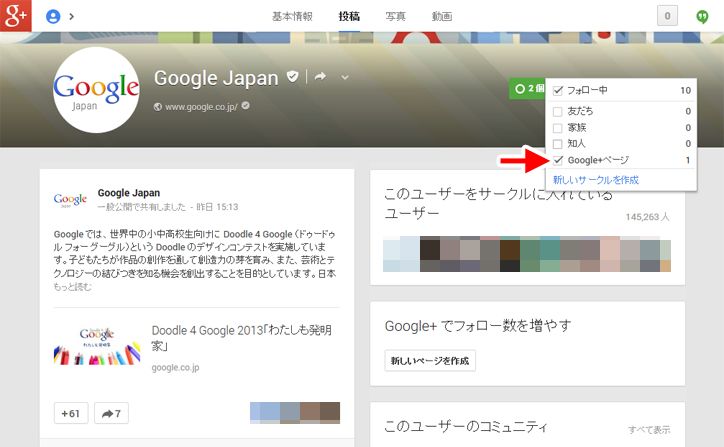 g+
基本情報 投稿 写真 動画
0
Google
Japan
Google Japan
www.google.co.jp/
2 個
フォロー中 10
友だち 0
家族 0
知人 0
Google+ページ 1
新しいサークルを作成
Google Japan
一般公開で共有しました - 昨日 15:13
Googleでは、世界中の小中高校生向けに Doodle 4 Google (ドゥードゥ
ル フォー グーグル) という Doodle のデザインコンテストを実施していま
す。子どもたちが作品の創作を通して創造力の芽を育み、また、芸術とテ
クノロジーの結びつきを知る機会を創出することを目的としています。日本
もっと読む
Doodle 4 Google 2013「わたしも発明
家」
google.co.jp
+61 7
このユーザーをサークルに入れている
ユーザー
145,263 人
Google+ でフォロー数を増やす
新しいページを作成
このユーザーのコミュニティ
すべて表示